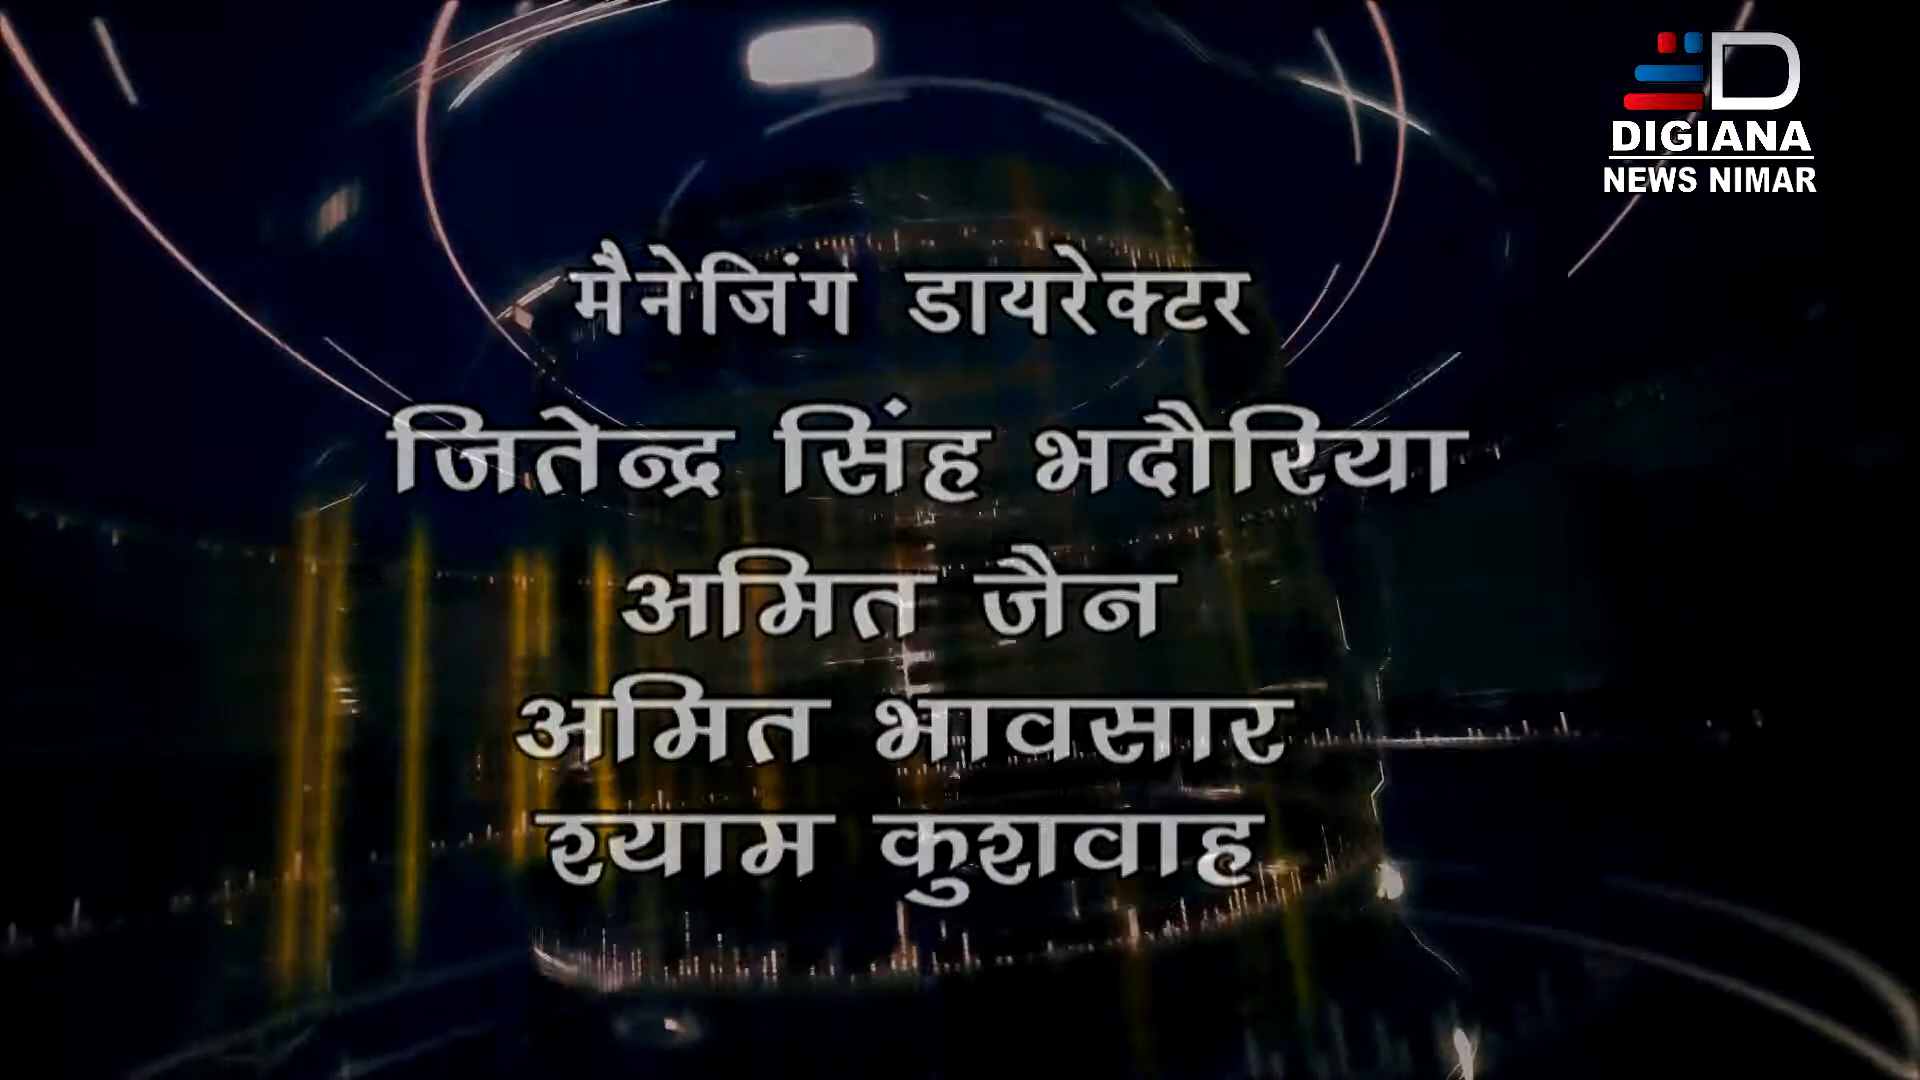 DIGIANA
NEWS NIMAR
मैनेजिंग डायरेक्टर
जितेन्द्र सिंह भदौरिया
अमित जैन
अमित भावसार
श्याम कुशवाह